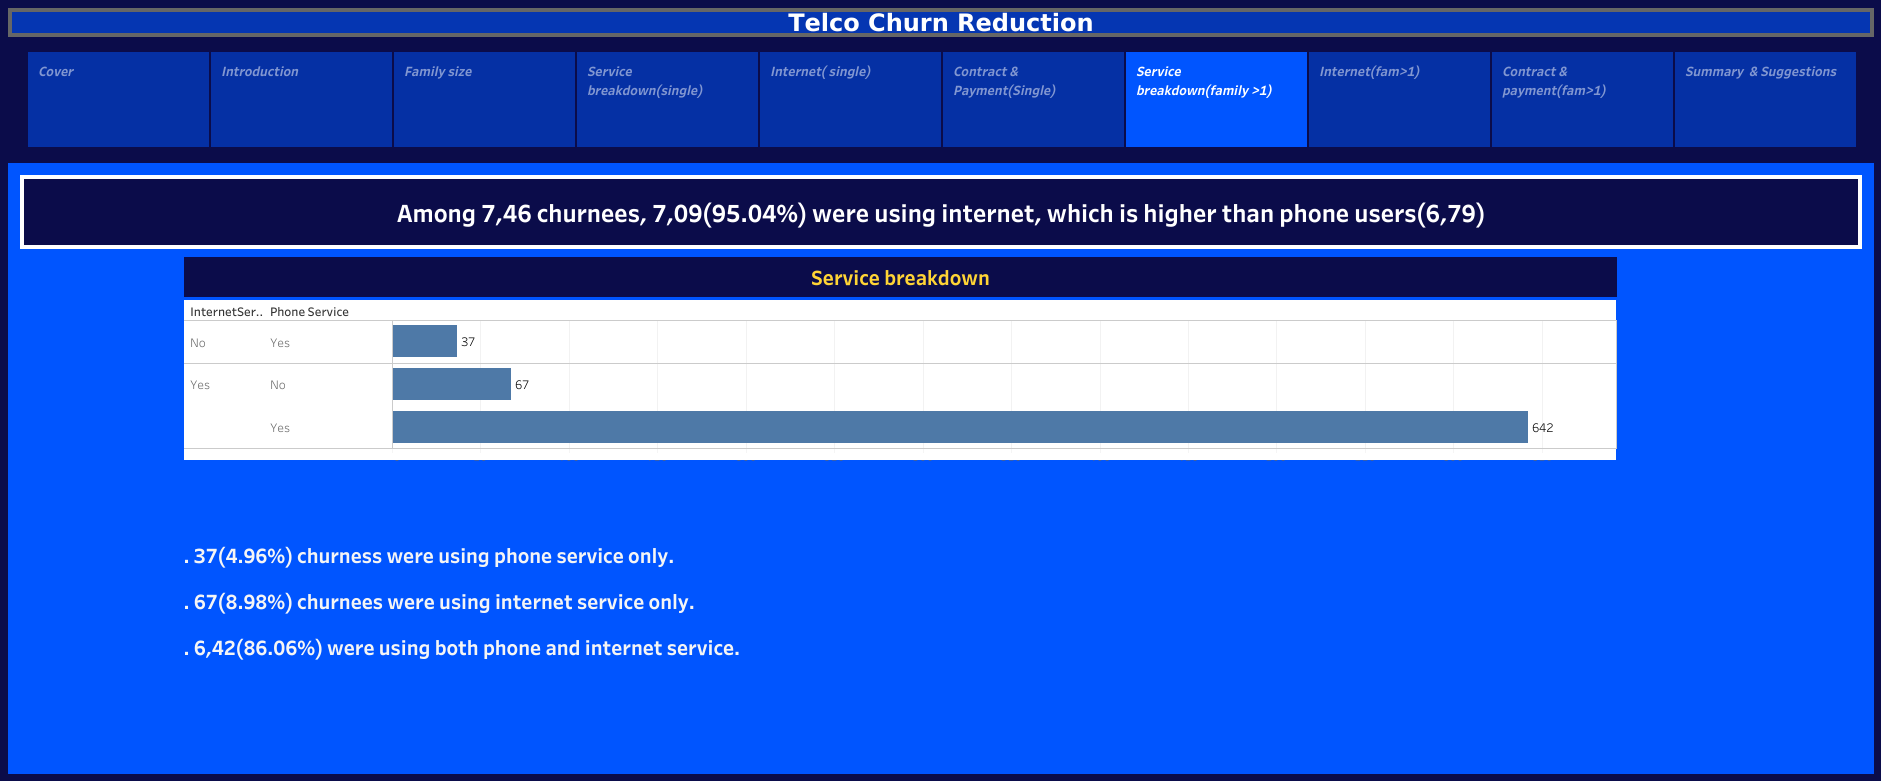 Telco Churn Reduction
Cover
Introduction
Family size
Service
breakdown(single)
Internet( single)
Contract &
Payment(Single)
Service
breakdown(family >1)
Internet(fam>1)
Contract &
payment(fam>1)
Summary & Suggestions
Among 7,46 churnees, 7,09(95.04%) were using internet, which is higher than phone users(6,79)
Service breakdown
InternetSer.. Phone Service
No Yes 37
Yes No 67
Yes 642
. 37(4.96%) churness were using phone service only.
. 67(8.98%) churnees were using internet service only.
. 6,42(86.06%) were using both phone and internet service.